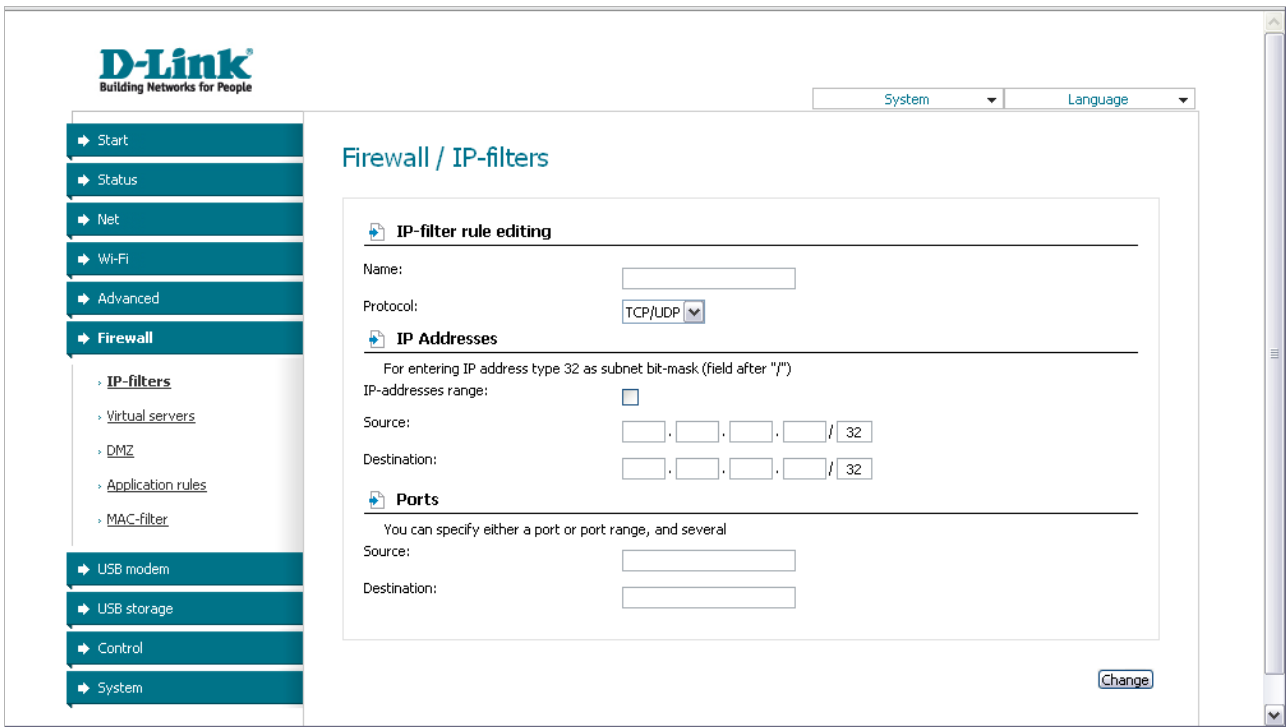 D-Link
Building Networks for People
System
Language
Start
Status
Net
Wi-Fi
Advanced
Firewall
IP-filters
Virtual servers
DMZ
Application rules
MAC-filter
USB modem
USB storage
Control
System
Firewall / IP-filters
IP-filter rule editing
Name:
Protocol: TCP/UDP
IP Addresses
For entering IP address type 32 as subnet bit-mask (field after "/")
IP-addresses range:
Source: . . . / 32
Destination: . . . / 32
Ports
You can specify either a port or port range, and several
Source:
Destination:
Change